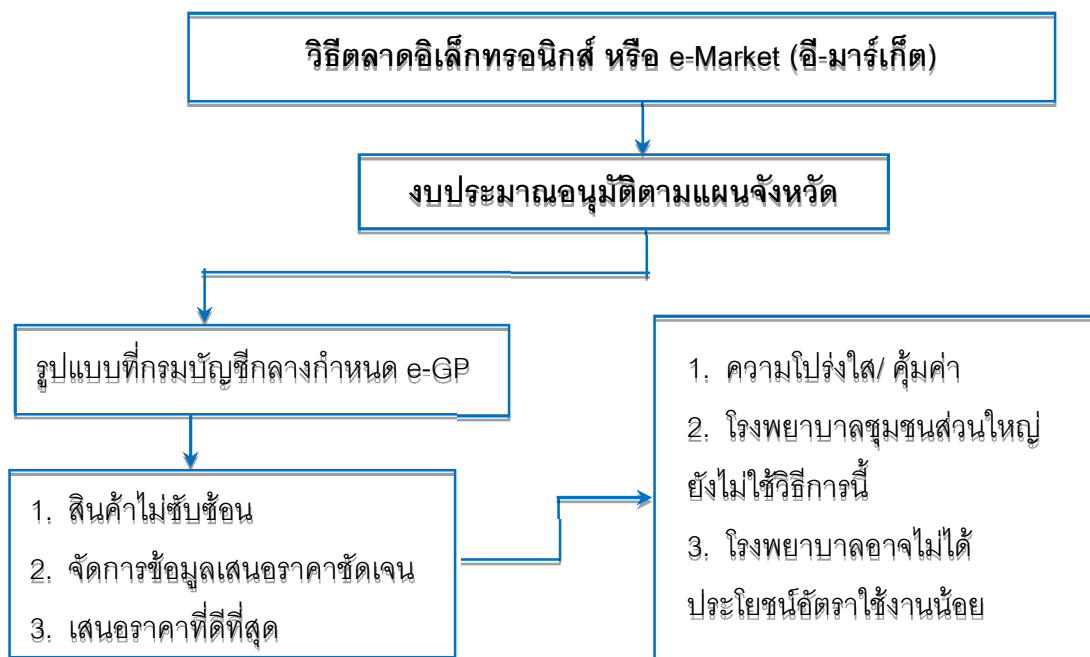 วิธีตลาดอิเล็กทรอนิกส์ หรือ e-Market (อี-มาร์เก็ต)
งบประมาณอนุมัติตามแผนจังหวัด
รูปแบบที่กรมบัญชีกลางกำหนด e-GP
1. สินค้าไม่ซับซ้อน
2. จัดการข้อมูลเสนอราคาชัดเจน
3. เสนอราคาที่ดีที่สุด
1. ความโปร่งใส/ คุ้มค่า
2. โรงพยาบาลชุมชนส่วนใหญ่
ยังไม่ใช้วิธีการนี้
3. โรงพยาบาลอาจไม่ได้
ประโยชน์อัตราใช้งานน้อย